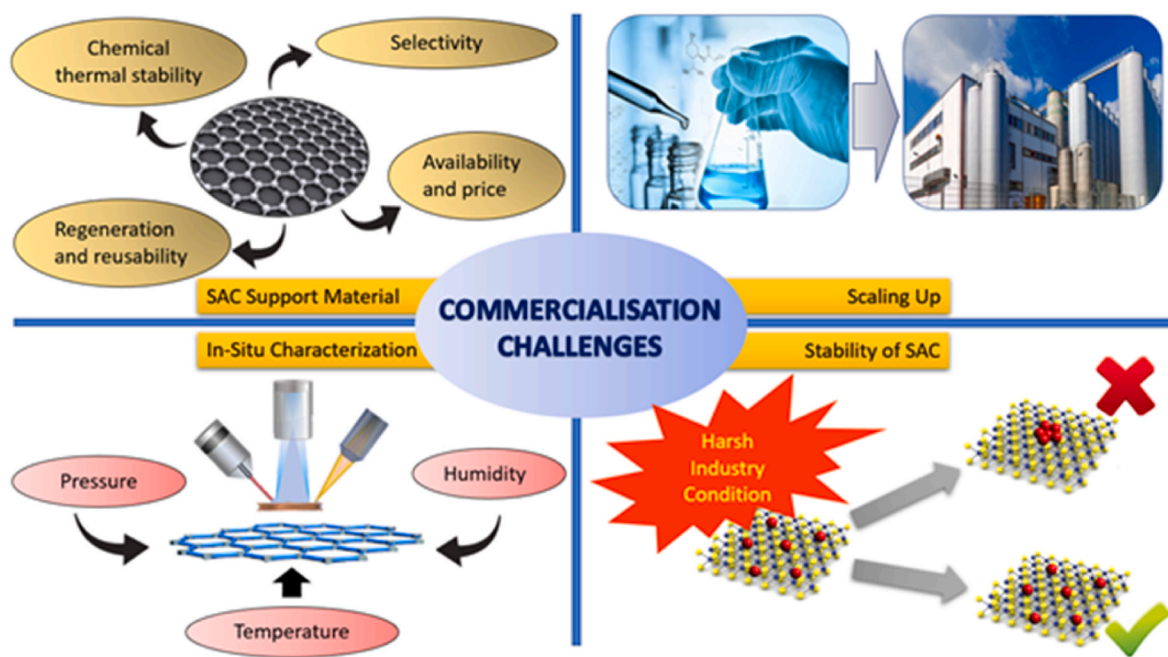 Chemical
thermal stability
Selectivity
Availability
and price
Regeneration
and reusability
SAC Support Material
Scaling Up
COMMERCIALISATION
CHALLENGES
In-Situ Characterization
Stability of SAC
Pressure
Humidity
Temperature
Harsh
Industry
Condition